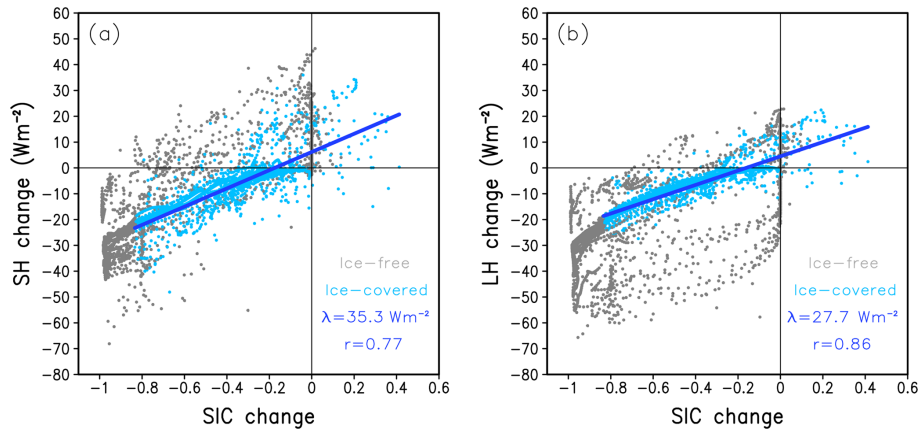 (a)
60
50
40
30
20
10
0
−10
−20
−30
−40
−50
−60
−70
−80
SH change (Wm⁻²)
Ice−free
Ice−covered
λ=35.3 Wm⁻²
r=0.77
−1 −0.8 −0.6 −0.4 −0.2 0 0.2 0.4 0.6
SIC change
(b)
60
50
40
30
20
10
0
−10
−20
−30
−40
−50
−60
−70
−80
LH change (Wm⁻²)
Ice−free
Ice−covered
λ=27.7 Wm⁻²
r=0.86
−1 −0.8 −0.6 −0.4 −0.2 0 0.2 0.4 0.6
SIC change